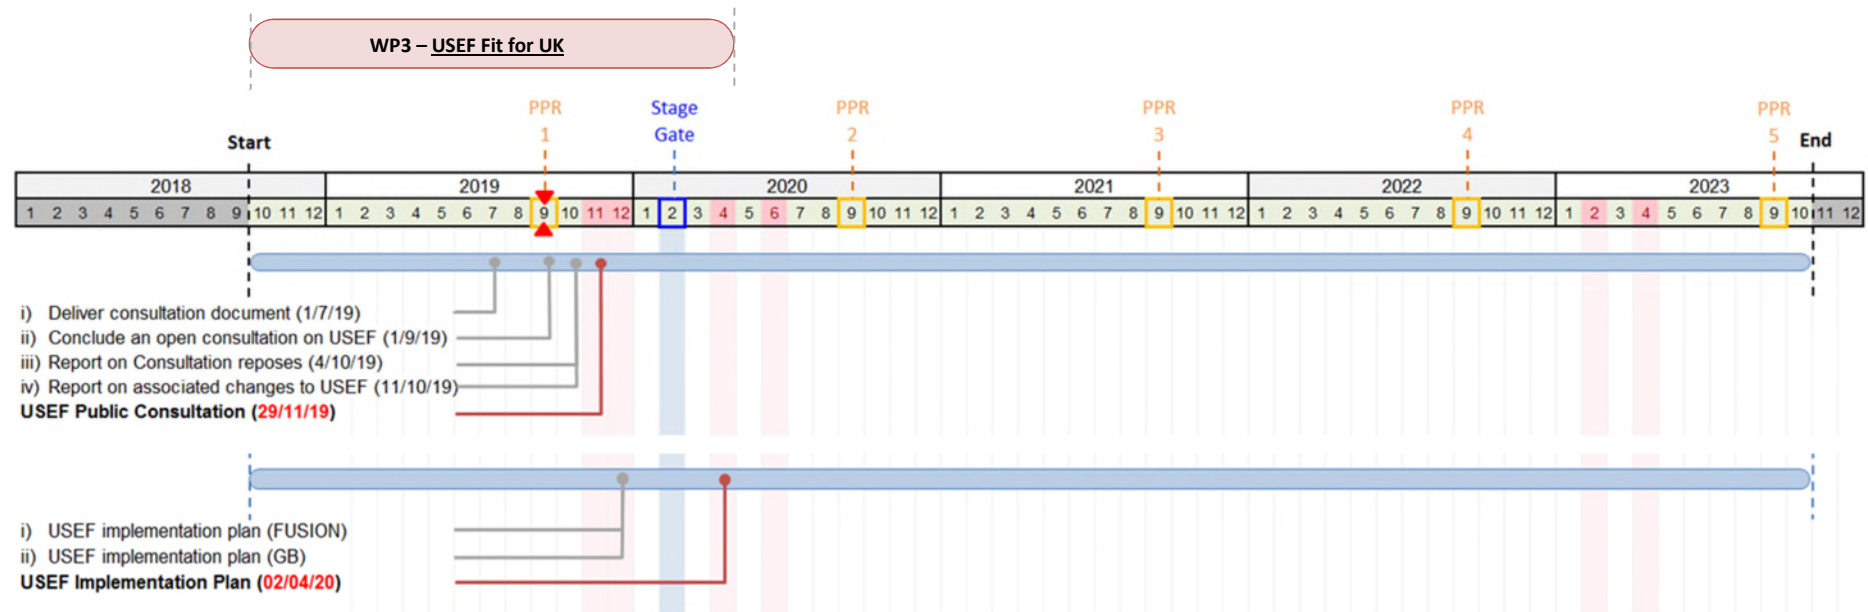 WP3 – USEF Fit for UK
PPR Stage PPR PPR PPR PPR
1 Gate 2 3 4 5
Start End
2018 2019 2020 2021 2022 2023
1 2 3 4 5 6 7 8 9 10 11 12 1 2 3 4 5 6 7 8 9 10 11 12 1 2 3 4 5 6 7 8 9 10 11 12 1 2 3 4 5 6 7 8 9 10 11 12 1 2 3 4 5 6 7 8 9 10 11 12 1 2 3 4 5 6 7 8 9 10 11 12
i) Deliver consultation document (1/7/19)
ii) Conclude an open consultation on USEF (1/9/19)
iii) Report on Consultation reposes (4/10/19)
iv) Report on associated changes to USEF (11/10/19)
USEF Public Consultation (29/11/19)
i) USEF implementation plan (FUSION)
ii) USEF implementation plan (GB)
USEF Implementation Plan (02/04/20)